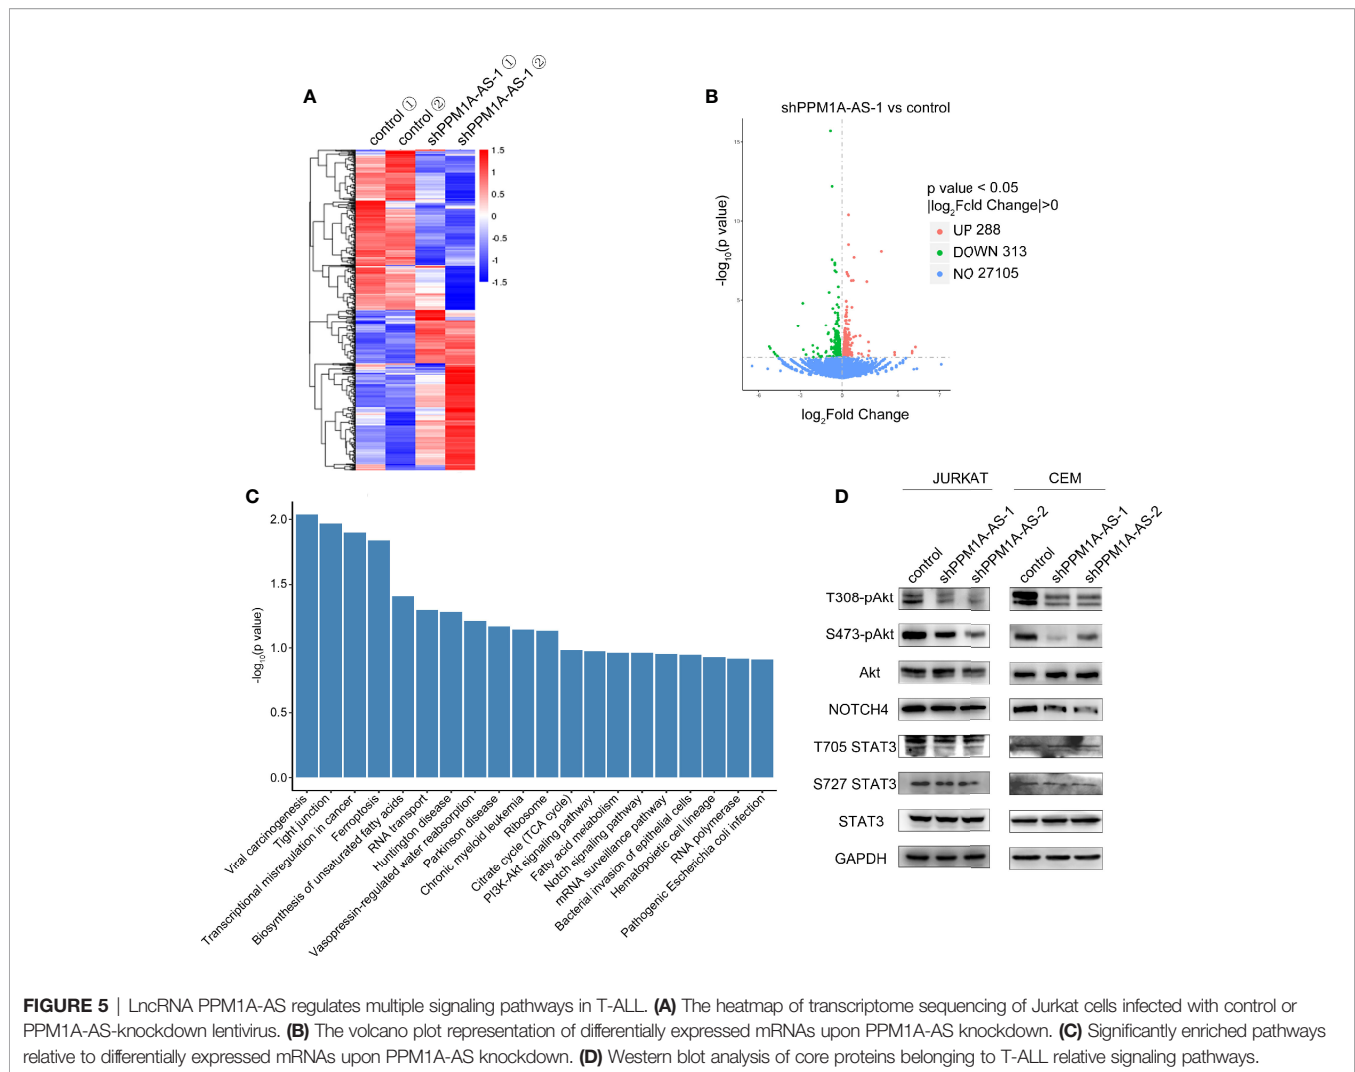 A
control ①
control ②
shPPM1A-AS-1 ①
shPPM1A-AS-1 ②
1.5
1
0.5
0
-0.5
-1
-1.5
B
shPPM1A-AS-1 vs control
-log10(p value)
15
10
5
-6
-3
0
4
7
log2Fold Change
p value < 0.05
|log2Fold Change|>0
UP 288
DOWN 313
NO 27105
C
-log10(p value)
2.0
1.5
1.0
0.5
0.0
Viral carcinogenesis
Tight junction
Transcriptional misregulation in cancer
Ferroptosis
Biosynthesis of unsaturated fatty acids
RNA transport
Huntington disease
Vasopressin-regulated water reabsorption
Parkinson disease
Chronic myeloid leukemia
Ribosome
Citrate cycle (TCA cycle)
PI3K-Akt signaling pathway
Fatty acid metabolism
Notch signaling pathway
mRNA surveillance pathway
Bacterial invasion of epithelial cells
Hematopoietic cell lineage
RNA polymerase
Pathogenic Escherichia coli infection
D
JURKAT
CEM
control
shPPM1A-AS-1
shPPM1A-AS-2
control
shPPM1A-AS-1
shPPM1A-AS-2
T308-pAkt
S473-pAkt
Akt
NOTCH4
T705 STAT3
S727 STAT3
STAT3
GAPDH
FIGURE 5 | LncRNA PPM1A-AS regulates multiple signaling pathways in T-ALL. (A) The heatmap of transcriptome sequencing of Jurkat cells infected with control or
PPM1A-AS-knockdown lentivirus. (B) The volcano plot representation of differentially expressed mRNAs upon PPM1A-AS knockdown. (C) Significantly enriched pathways
relative to differentially expressed mRNAs upon PPM1A-AS knockdown. (D) Western blot analysis of core proteins belonging to T-ALL relative signaling pathways.